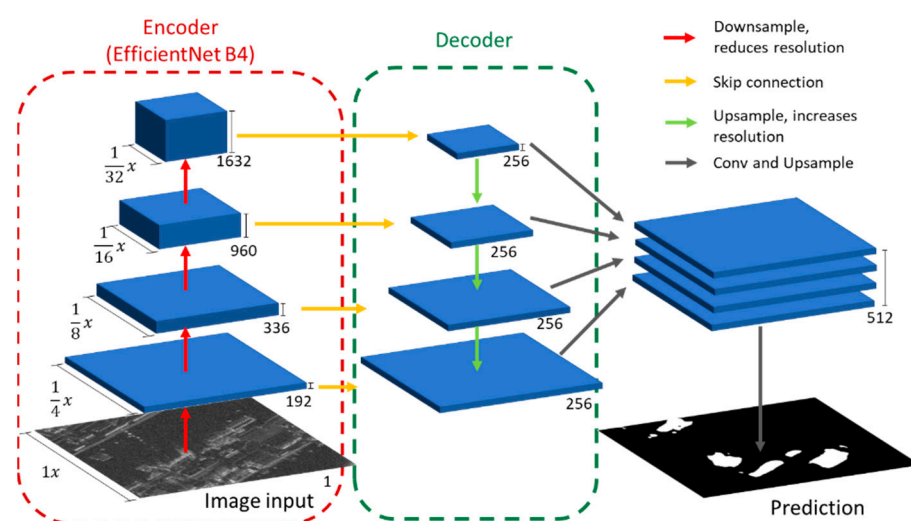 Encoder
(EfficientNet B4)
Decoder
Downsample,
reduces resolution
Skip connection
Upsample, increases
resolution
Conv and Upsample
1/32 x
1632
256
1/16 x
960
256
1/8 x
336
256
512
1/4 x
192
256
1x
1
Image input
Prediction